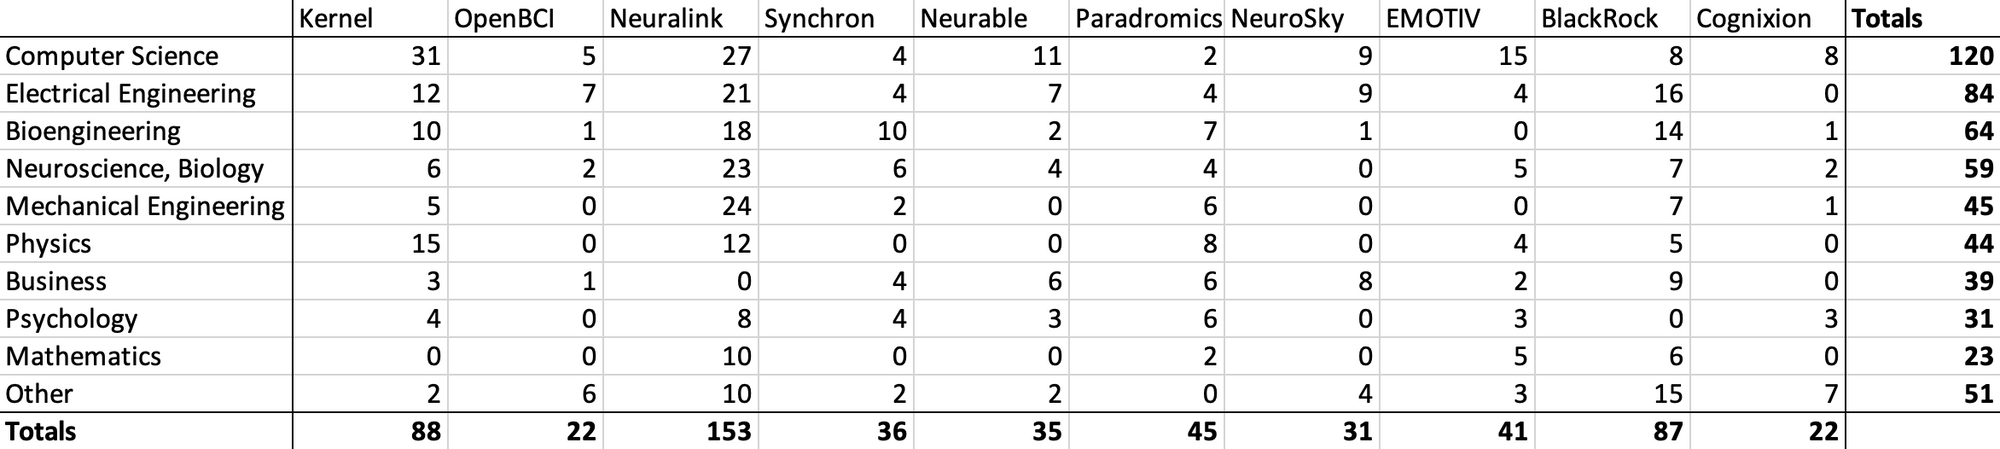 Kernel OpenBCI Neuralink Synchron Neurable Paradromics NeuroSky EMOTIV BlackRock Cognixion Totals
Computer Science 31 5 27 4 11 2 9 15 8 8 120
Electrical Engineering 12 7 21 4 7 4 9 4 16 0 84
Bioengineering 10 1 18 10 2 7 1 0 14 1 64
Neuroscience, Biology 6 2 23 6 4 4 0 5 7 2 59
Mechanical Engineering 5 0 24 2 0 6 0 0 7 1 45
Physics 15 0 12 0 0 8 0 4 5 0 44
Business 3 1 0 4 6 6 8 2 9 0 39
Psychology 4 0 8 4 3 6 0 3 0 3 31
Mathematics 0 0 10 0 0 2 0 5 6 0 23
Other 2 6 10 2 2 0 4 3 15 7 51
Totals 88 22 153 36 35 45 31 41 87 22